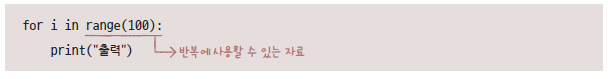 for i in range(100):
print("출력")
반복에 사용할 수 있는 자료